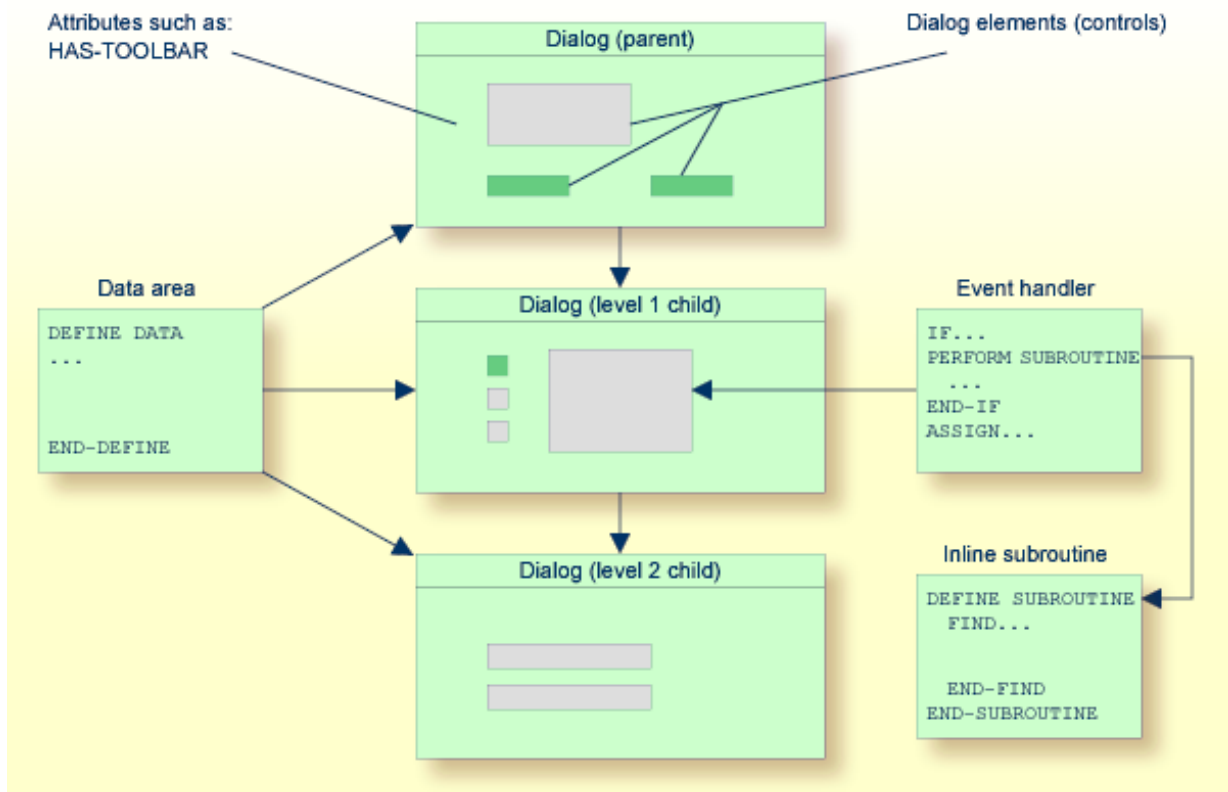 Attributes such as:
HAS-TOOLBAR
Dialog (parent)
Dialog elements (controls)
Data area
DEFINE DATA
...
END-DEFINE
Dialog (level 1 child)
Event handler
IF...
PERFORM SUBROUTINE
...
END-IF
ASSIGN...
Dialog (level 2 child)
Inline subroutine
DEFINE SUBROUTINE
FIND...
END-FIND
END-SUBROUTINE